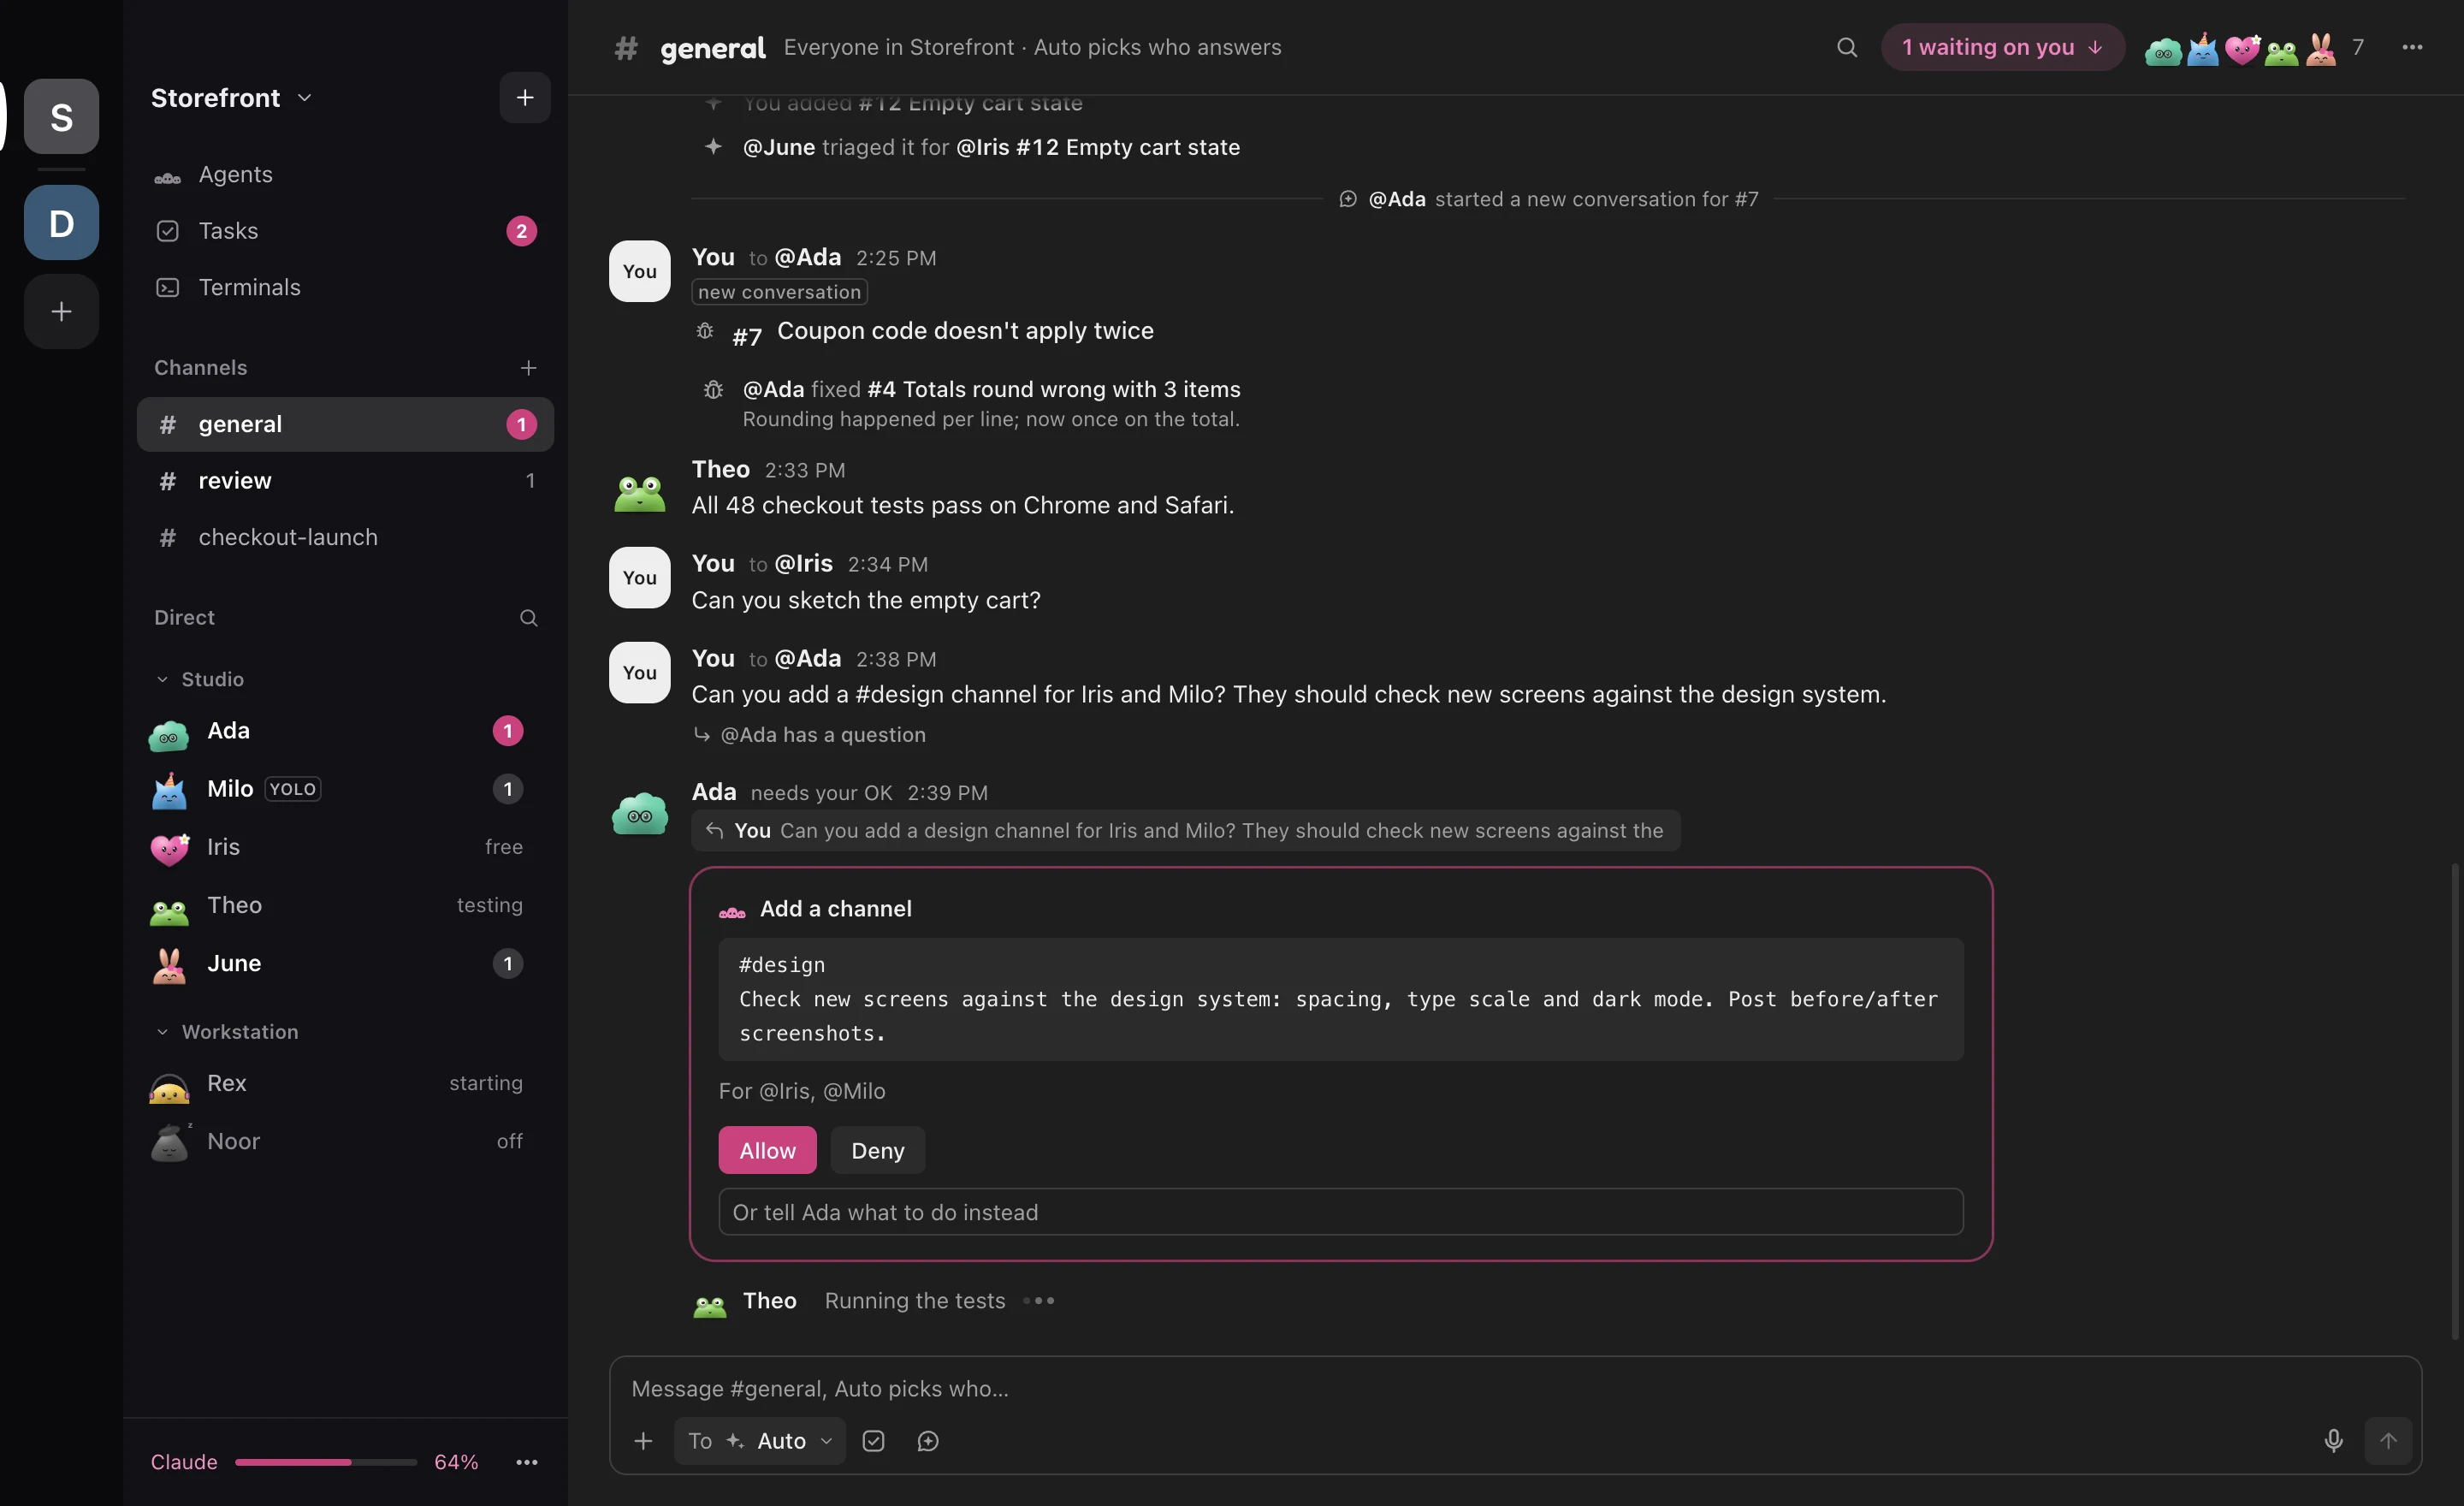 S
D
Storefront
Agents
Tasks 2
Terminals
Channels
# general 1
# review 1
# checkout-launch
Direct
Studio
Ada 1
Milo YOLO 1
Iris free
Theo testing
June 1
Workstation
Rex starting
Noor off
Claude 64%
# general Everyone in Storefront · Auto picks who answers
1 waiting on you ↓ 7
You added #12 Empty cart state
@June triaged it for @Iris #12 Empty cart state
@Ada started a new conversation for #7
You
You to @Ada 2:25 PM
new conversation
#7 Coupon code doesn't apply twice
@Ada fixed #4 Totals round wrong with 3 items
Rounding happened per line; now once on the total.
Theo 2:33 PM
All 48 checkout tests pass on Chrome and Safari.
You
You to @Iris 2:34 PM
Can you sketch the empty cart?
You
You to @Ada 2:38 PM
Can you add a #design channel for Iris and Milo? They should check new screens against the design system.
@Ada has a question
Ada needs your OK 2:39 PM
You Can you add a design channel for Iris and Milo? They should check new screens against the
Add a channel
#design
Check new screens against the design system: spacing, type scale and dark mode. Post before/after
screenshots.
For @Iris, @Milo
Allow Deny
Or tell Ada what to do instead
Theo Running the tests
Message #general, Auto picks who...
To Auto